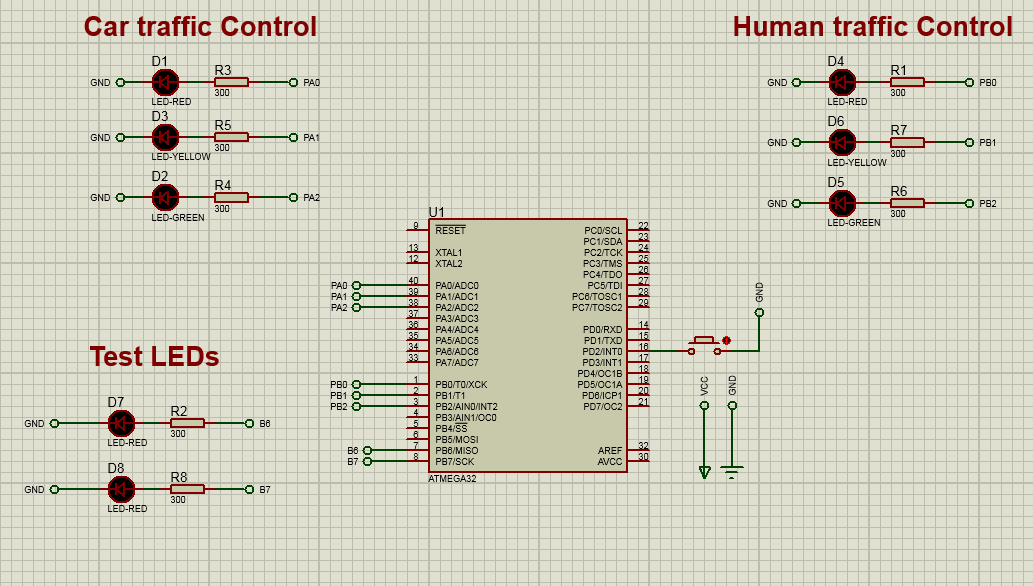 Car traffic Control
Human traffic Control
D1
R3
GND
PA0
300
LED-RED
D3
R5
GND
PA1
300
LED-YELLOW
D2
R4
GND
PA2
300
LED-GREEN
D4
R1
GND
PB0
300
LED-RED
D6
R7
GND
PB1
300
LED-YELLOW
D5
R6
GND
PB2
300
LED-GREEN
U1
9 RESET
13 XTAL1
12 XTAL2
PA0 40 PA0/ADC0
PA1 39 PA1/ADC1
PA2 38 PA2/ADC2
37 PA3/ADC3
36 PA4/ADC4
35 PA5/ADC5
34 PA6/ADC6
33 PA7/ADC7
PB0 1 PB0/T0/XCK
PB1 2 PB1/T1
PB2 3 PB2/AIN0/INT2
4 PB3/AIN1/OC0
5 PB4/SS
6 PB5/MOSI
B6 7 PB6/MISO
B7 8 PB7/SCK
PC0/SCL 22
PC1/SDA 23
PC2/TCK 24
PC3/TMS 25
PC4/TDO 26
PC5/TDI 27
PC6/TOSC1 28
PC7/TOSC2 29
PD0/RXD 14
PD1/TXD 15
PD2/INT0 16
PD3/INT1 17
PD4/OC1B 18
PD5/OC1A 19
PD6/ICP1 20
PD7/OC2 21
AREF 32
AVCC 30
ATMEGA32
GND
VCC
GND
Test LEDs
D7
R2
GND
B6
300
LED-RED
D8
R8
GND
B7
300
LED-RED